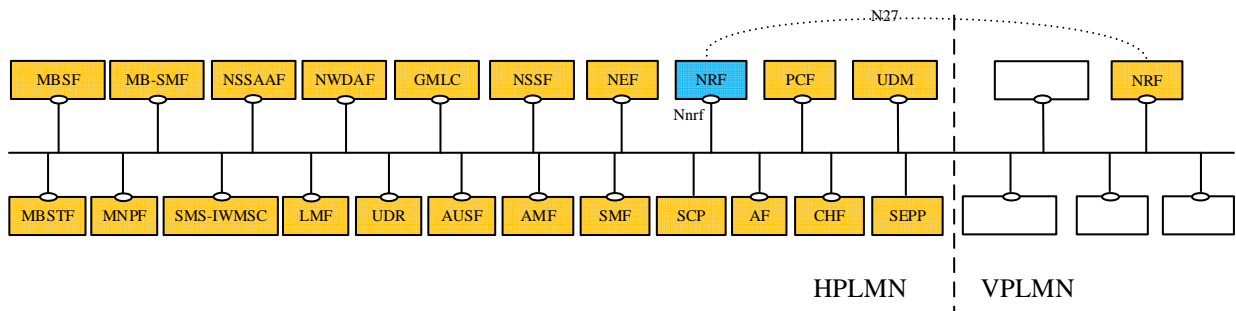 N27
MBSF MB-SMF NSSAAF NWDAF GMLC NSSF NEF NRF PCF UDM NRF
Nnrf
MBSTF MNPF SMS-IWMSC LMF UDR AUSF AMF SMF SCP AF CHF SEPP
HPLMN VPLMN